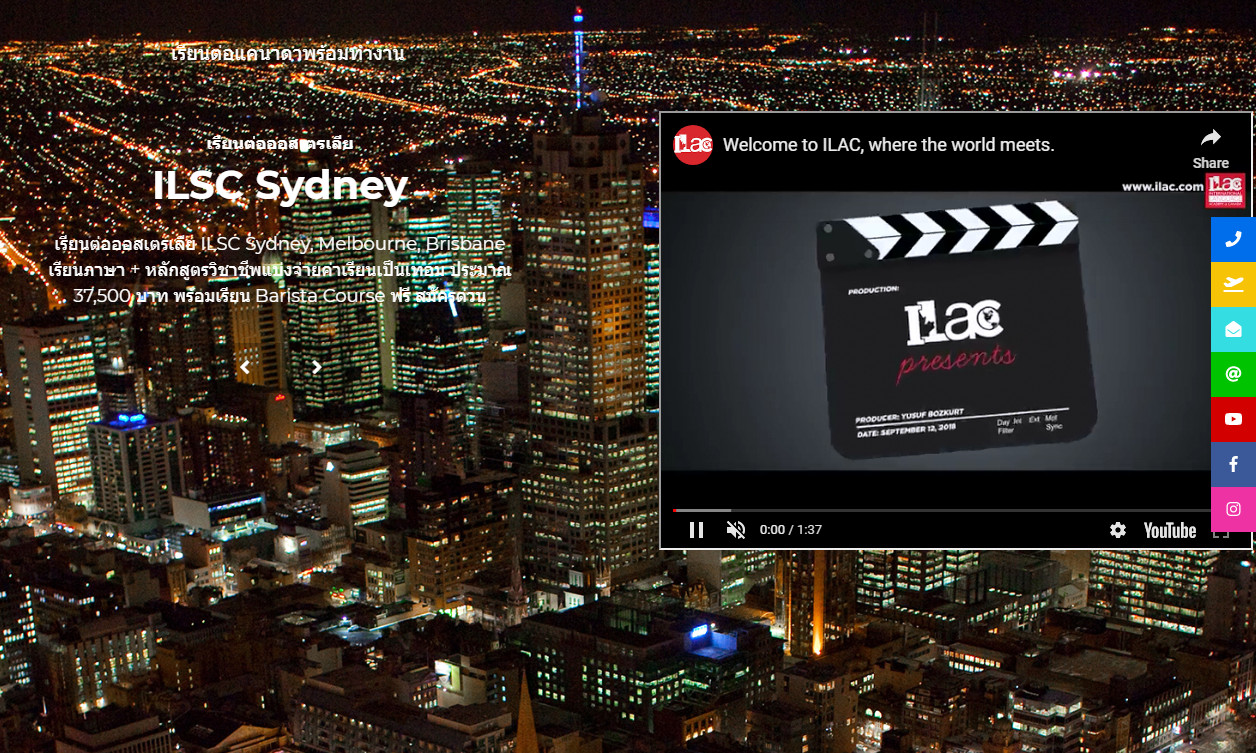 เรียนต่อแคนาดาพร้อมทำงาน
เรียนต่อออสเตรเลีย
ILSC Sydney
เรียนต่อออสเตรเลีย ILSC Sydney, Melbourne, Brisbane
เรียนภาษา + หลักสูตรวิชาชีพแบ่งจ่ายค่าเรียนเป็นเทอม ประมาณ
37,500 บาท พร้อมเรียน Barista Course ฟรี สมัครด่วน
ILAC
Welcome to ILAC, where the world meets.
Share
www.ilac.com
ILAC
PRODUCTION:
ILAC
presents
PRODUCER: YUSUF BOZKURT
DATE: SEPTEMBER 12, 2018
Day Int Ext Mot
Filter Sync
0:00 / 1:37
YouTube